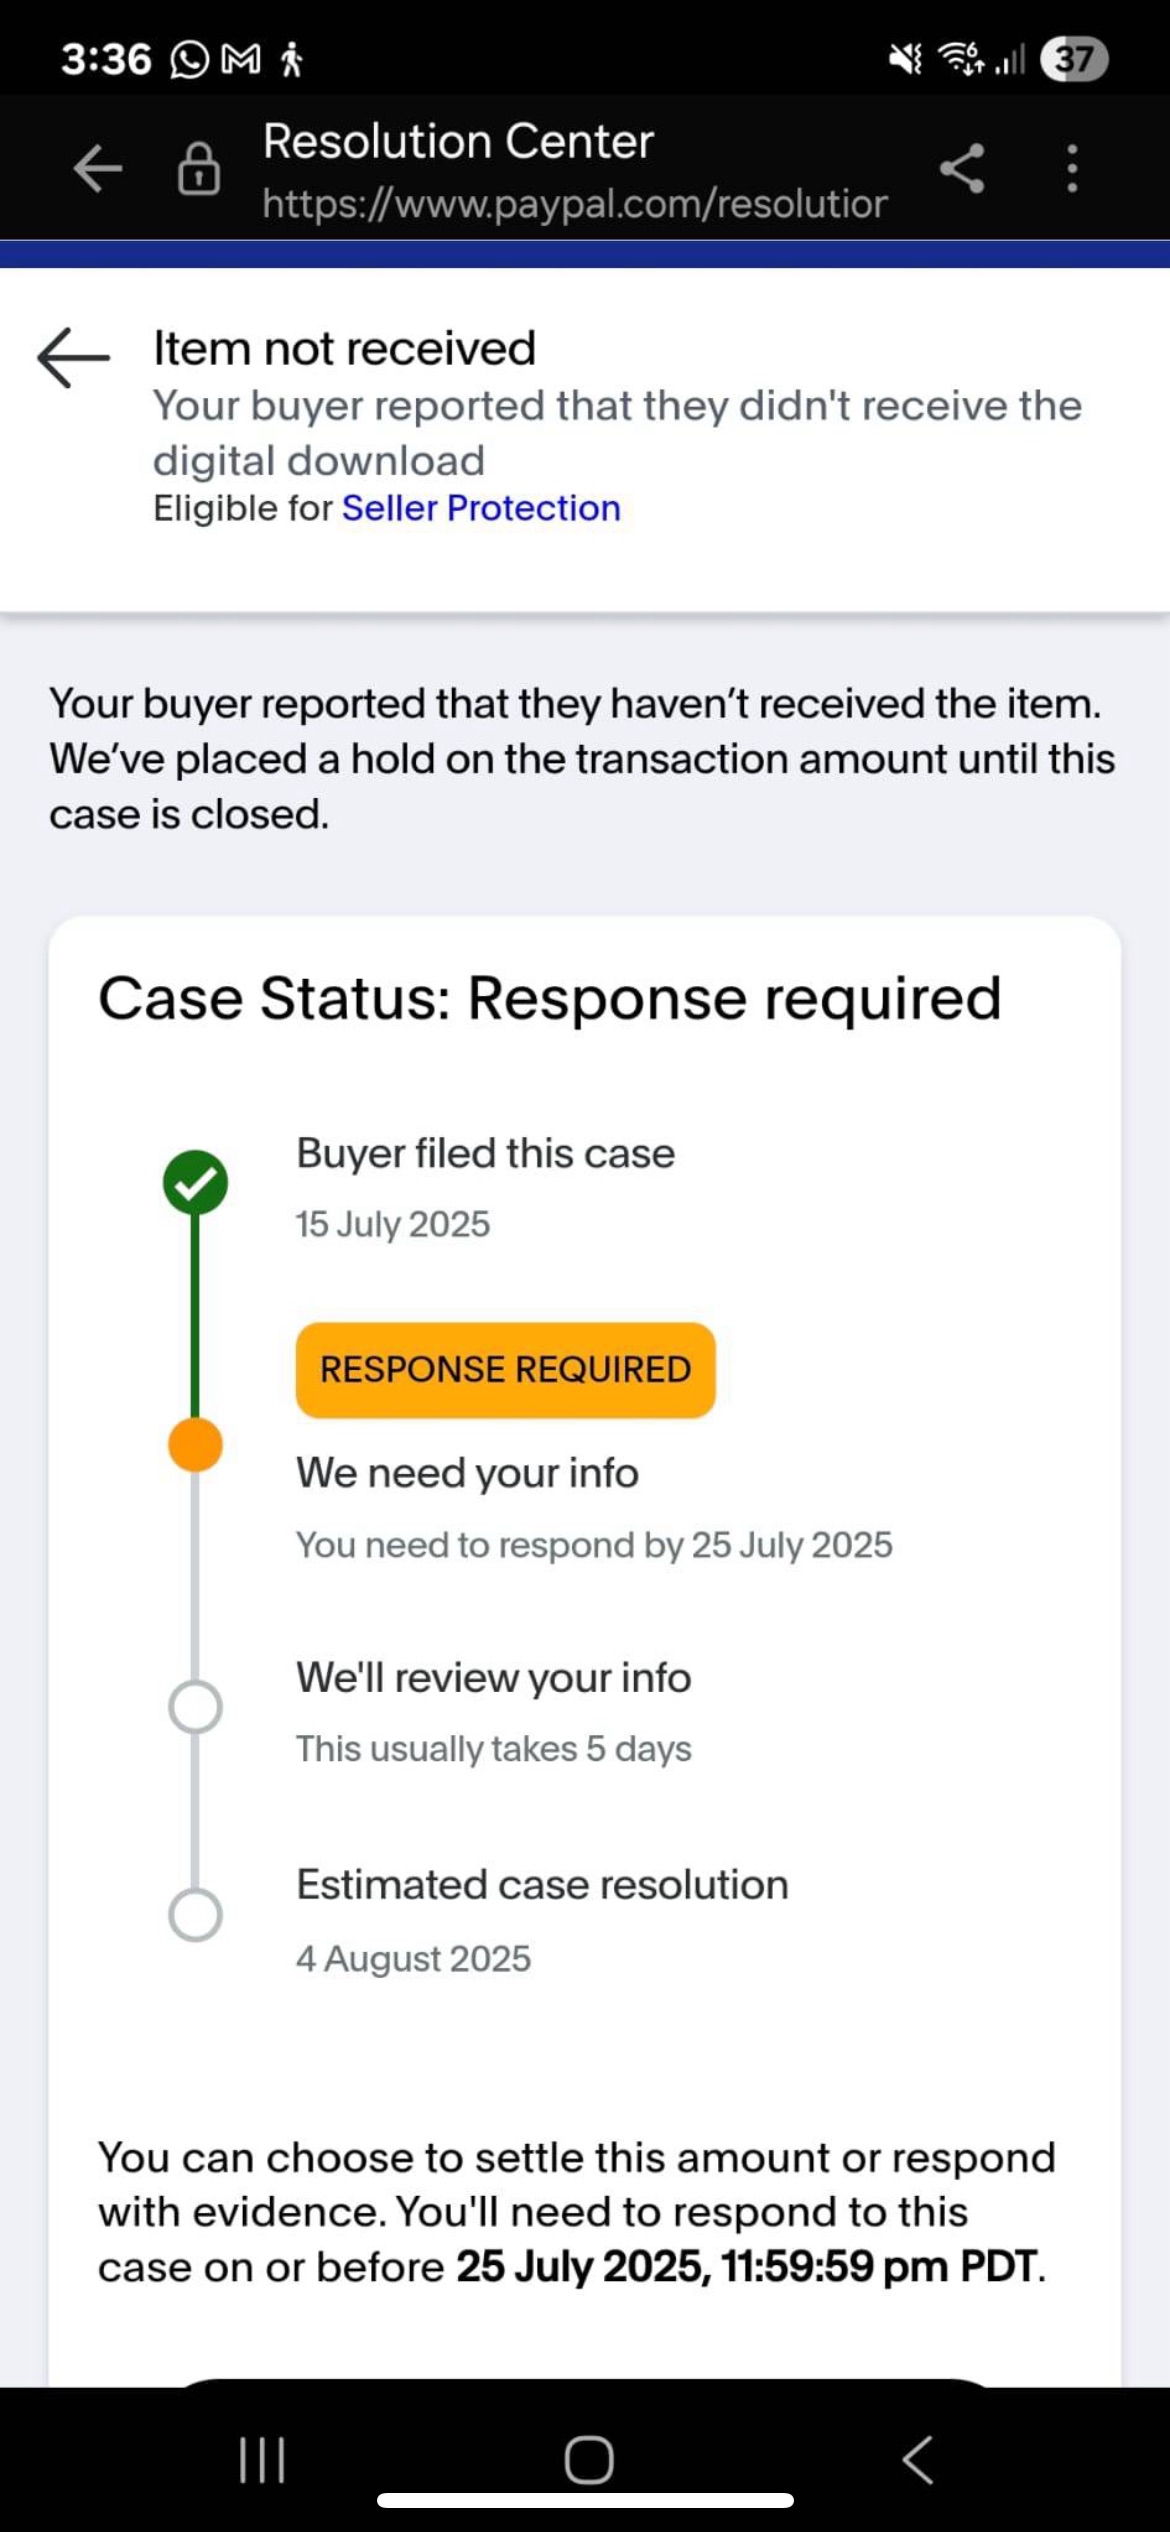 3:36
37
Resolution Center
https://www.paypal.com/resolutior
Item not received
Your buyer reported that they didn't receive the
digital download
Eligible for Seller Protection
Your buyer reported that they haven’t received the item.
We’ve placed a hold on the transaction amount until this
case is closed.
Case Status: Response required
Buyer filed this case
15 July 2025
RESPONSE REQUIRED
We need your info
You need to respond by 25 July 2025
We'll review your info
This usually takes 5 days
Estimated case resolution
4 August 2025
You can choose to settle this amount or respond
with evidence. You'll need to respond to this
case on or before 25 July 2025, 11:59:59 pm PDT.